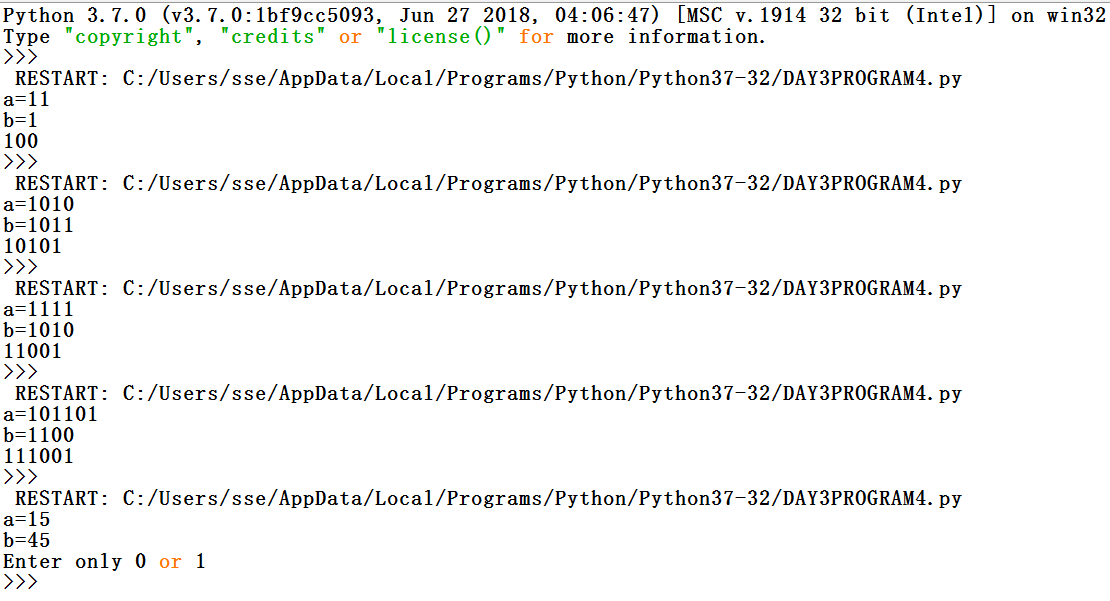 Python 3.7.0 (v3.7.0:1bf9cc5093, Jun 27 2018, 04:06:47) [MSC v.1914 32 bit (Intel)] on win32
Type "copyright", "credits" or "license()" for more information.
>>>
 RESTART: C:/Users/sse/AppData/Local/Programs/Python/Python37-32/DAY3PROGRAM4.py
a=11
b=1
100
>>>
 RESTART: C:/Users/sse/AppData/Local/Programs/Python/Python37-32/DAY3PROGRAM4.py
a=1010
b=1011
10101
>>>
 RESTART: C:/Users/sse/AppData/Local/Programs/Python/Python37-32/DAY3PROGRAM4.py
a=1111
b=1010
11001
>>>
 RESTART: C:/Users/sse/AppData/Local/Programs/Python/Python37-32/DAY3PROGRAM4.py
a=101101
b=1100
111001
>>>
 RESTART: C:/Users/sse/AppData/Local/Programs/Python/Python37-32/DAY3PROGRAM4.py
a=15
b=45
Enter only 0 or 1
>>>